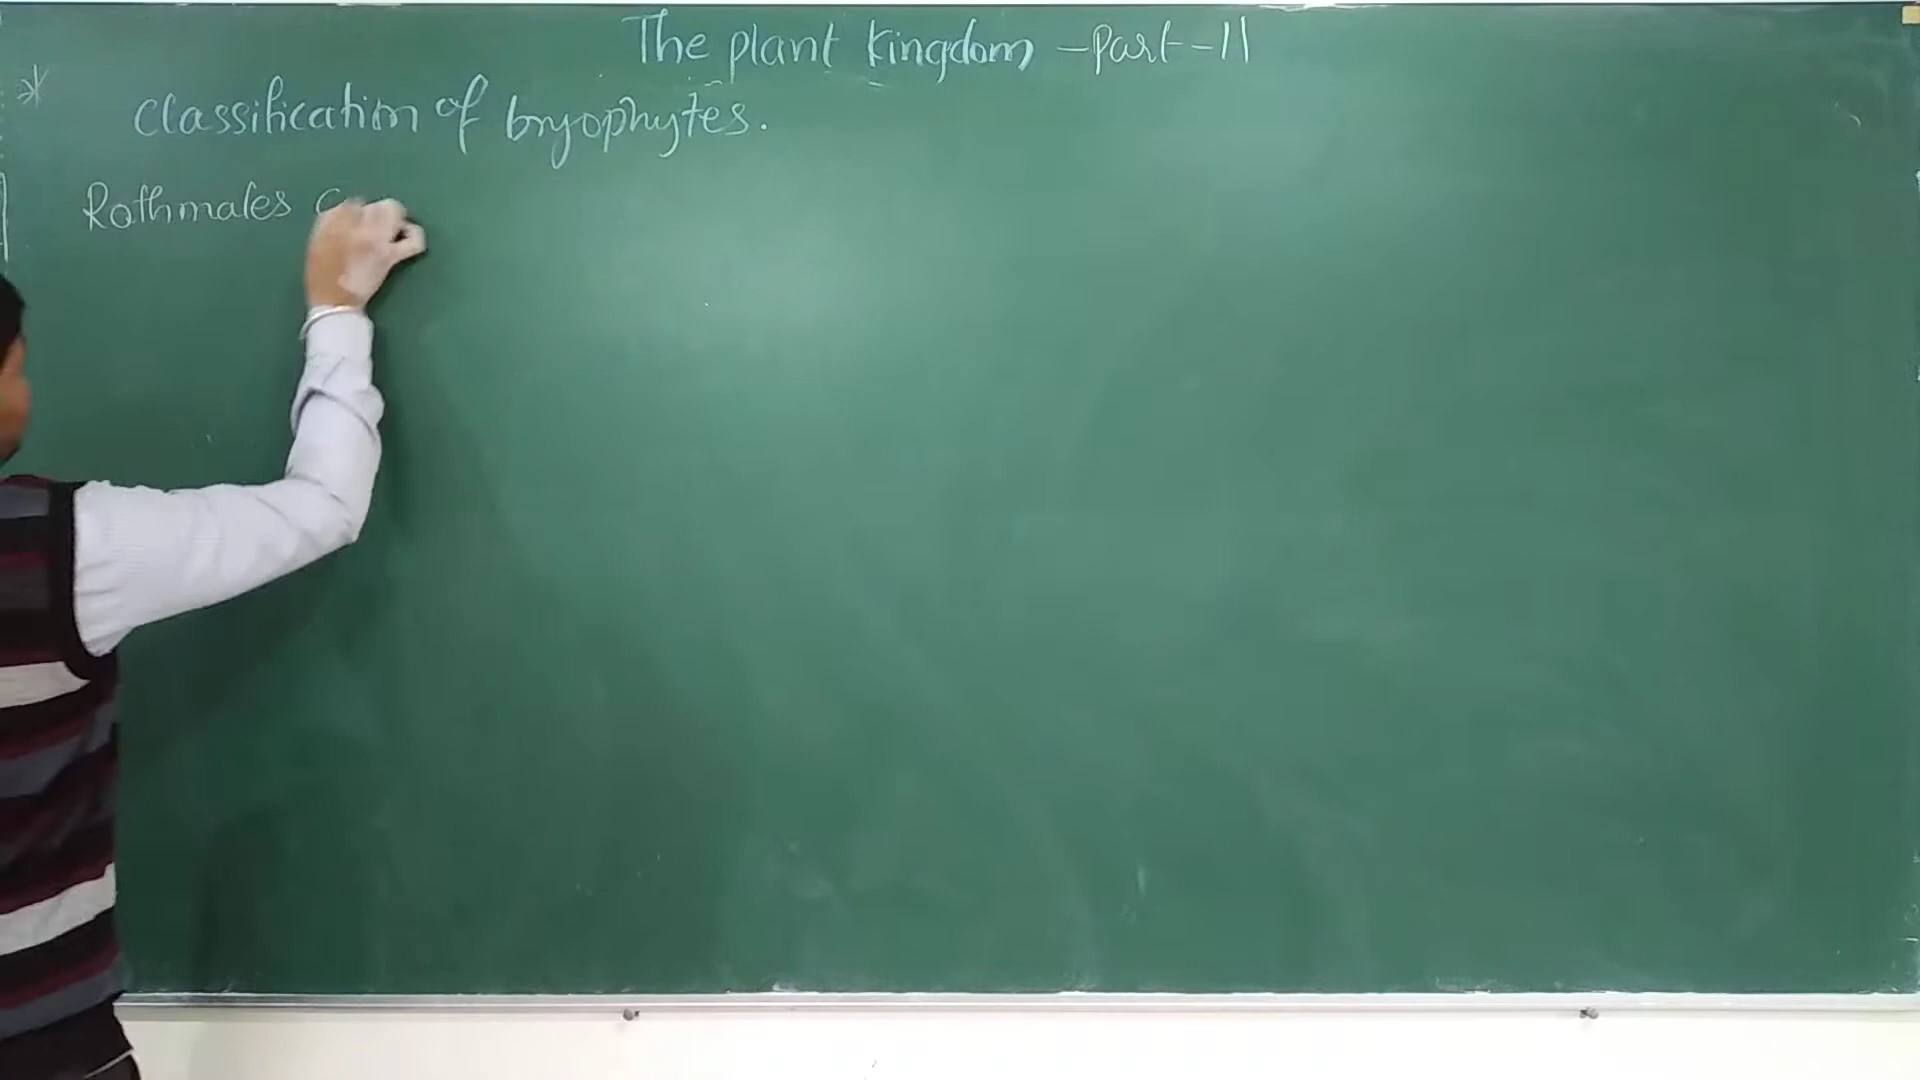 The plant kingdom - Part - II
* Classification of bryophytes.
Rothmales